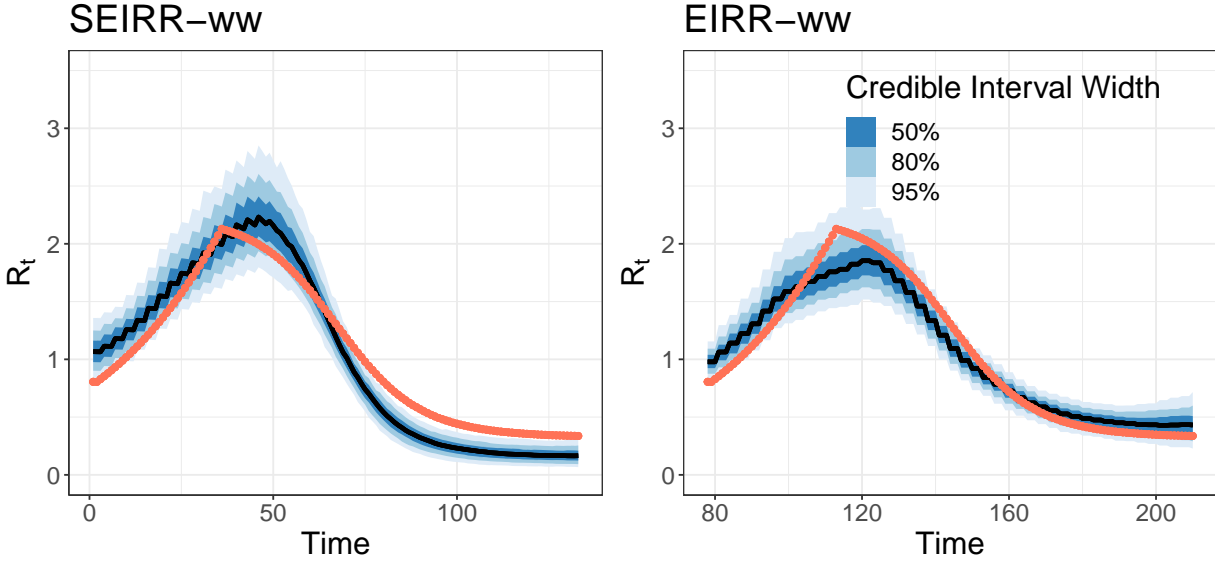 SEIRR−ww
EIRR−ww
Credible Interval Width
50%
80%
95%
3
2
1
0
R_t
0
50
100
Time
3
2
1
0
R_t
80
120
160
200
Time